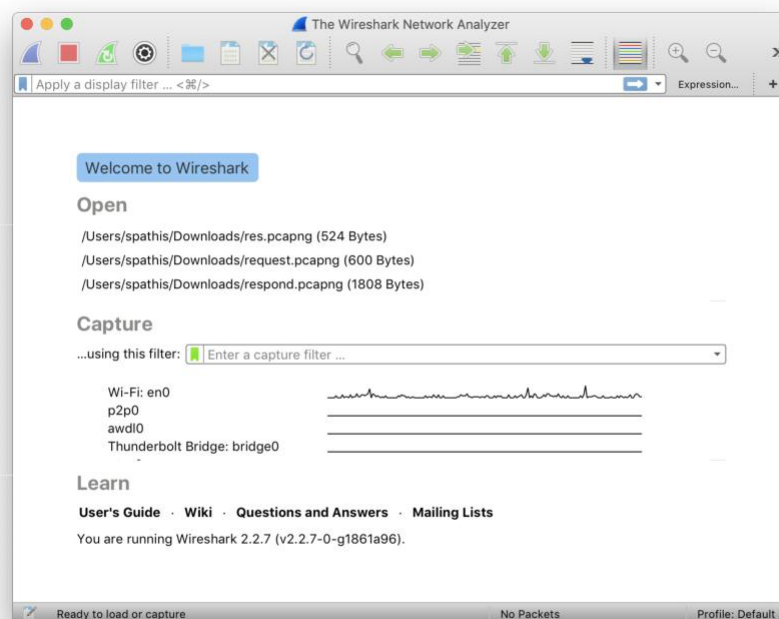 The Wireshark Network Analyzer
Apply a display filter ... <⌘/>
Expression...
+
Welcome to Wireshark
Open
/Users/spathis/Downloads/res.pcapng (524 Bytes)
/Users/spathis/Downloads/request.pcapng (600 Bytes)
/Users/spathis/Downloads/respond.pcapng (1808 Bytes)
Capture
...using this filter: Enter a capture filter ...
Wi-Fi: en0
p2p0
awdl0
Thunderbolt Bridge: bridge0
Learn
User's Guide · Wiki · Questions and Answers · Mailing Lists
You are running Wireshark 2.2.7 (v2.2.7-0-g1861a96).
Ready to load or capture No Packets Profile: Default